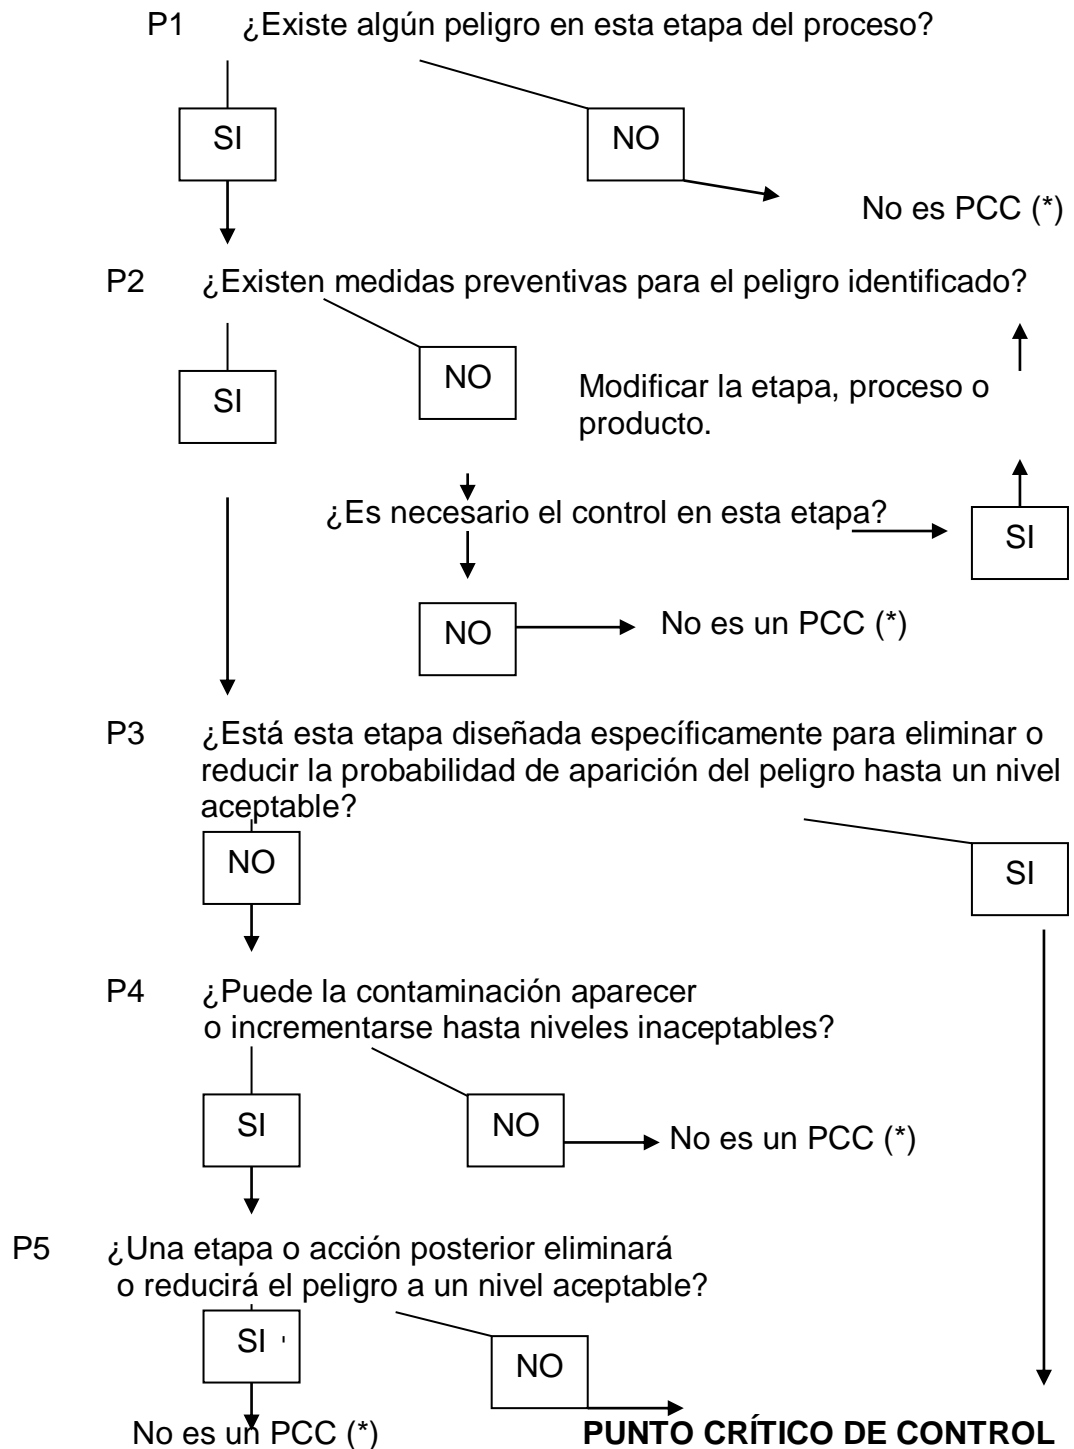 P1 ¿Existe algún peligro en esta etapa del proceso?
SI
NO
No es PCC (*)
P2 ¿Existen medidas preventivas para el peligro identificado?
SI
NO
Modificar la etapa, proceso o
producto.
¿Es necesario el control en esta etapa?
SI
NO
No es un PCC (*)
P3 ¿Está esta etapa diseñada específicamente para eliminar o
reducir la probabilidad de aparición del peligro hasta un nivel
aceptable?
NO
SI
P4 ¿Puede la contaminación aparecer
o incrementarse hasta niveles inaceptables?
SI
NO
No es un PCC (*)
P5 ¿Una etapa o acción posterior eliminará
o reducirá el peligro a un nivel aceptable?
SI '
NO
No es un PCC (*)
PUNTO CRÍTICO DE CONTROL